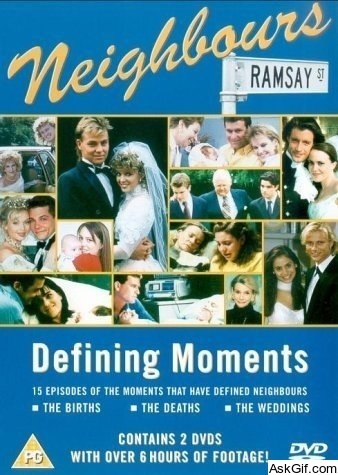 Neighbours
RAMSAY ST
Defining Moments
15 EPISODES OF THE MOMENTS THAT HAVE DEFINED NEIGHBOURS
■ THE BIRTHS ■ THE DEATHS ■ THE WEDDINGS
CONTAINS 2 DVDS
WITH OVER 6 HOURS OF FOOTAGE!
PG
DVD
AskGif.com